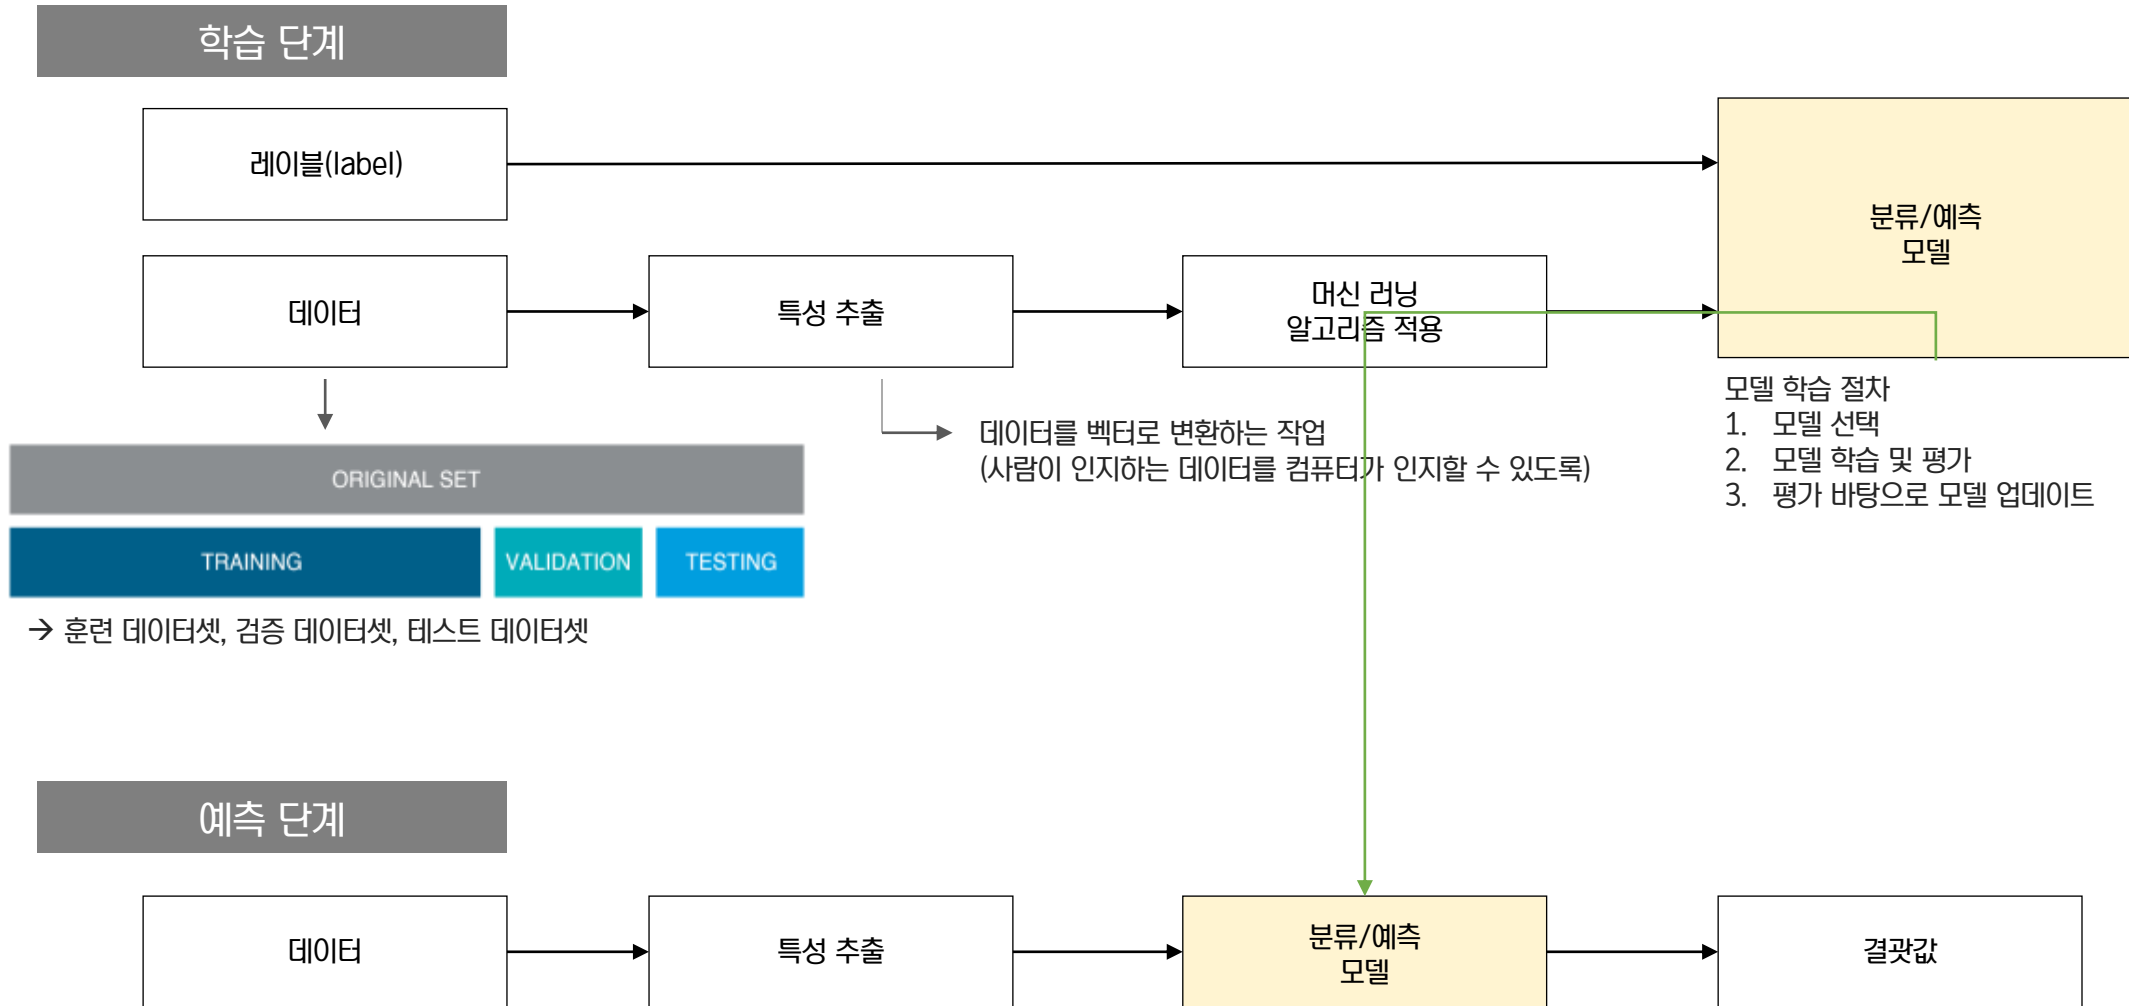 학습 단계
레이블(label)
분류/예측
모델
데이터
특성 추출
머신 러닝
알고리즘 적용
모델 학습 절차
1. 모델 선택
2. 모델 학습 및 평가
3. 평가 바탕으로 모델 업데이트
데이터를 벡터로 변환하는 작업
(사람이 인지하는 데이터를 컴퓨터가 인지할 수 있도록)
ORIGINAL SET
TRAINING
VALIDATION
TESTING
→ 훈련 데이터셋, 검증 데이터셋, 테스트 데이터셋
예측 단계
데이터
특성 추출
분류/예측
모델
결괏값